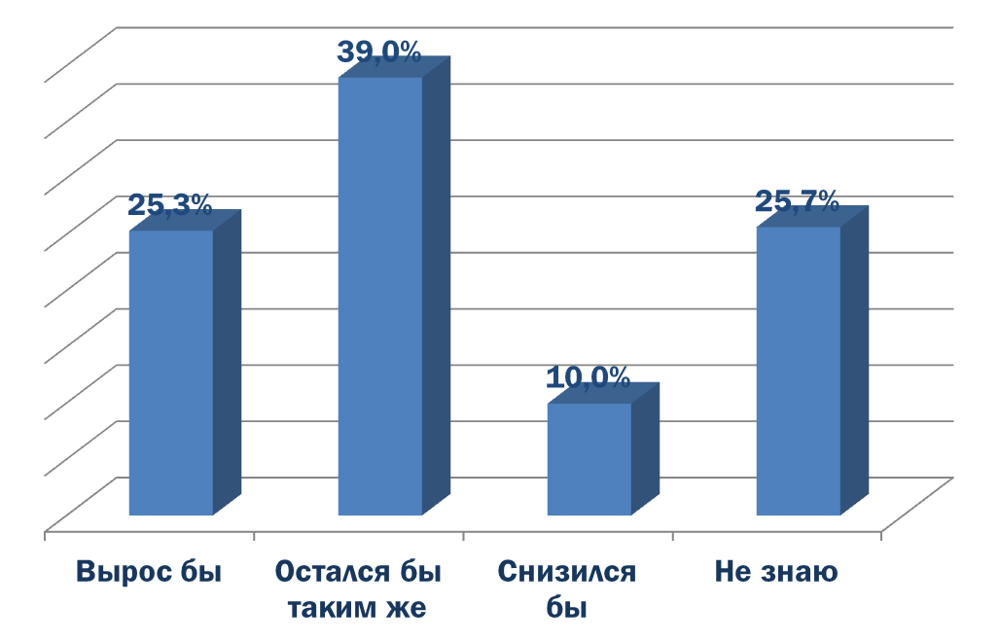 39,0%
25,3%
25,7%
10,0%
Вырос бы
Остался бы
таким же
Снизился
бы
Не знаю